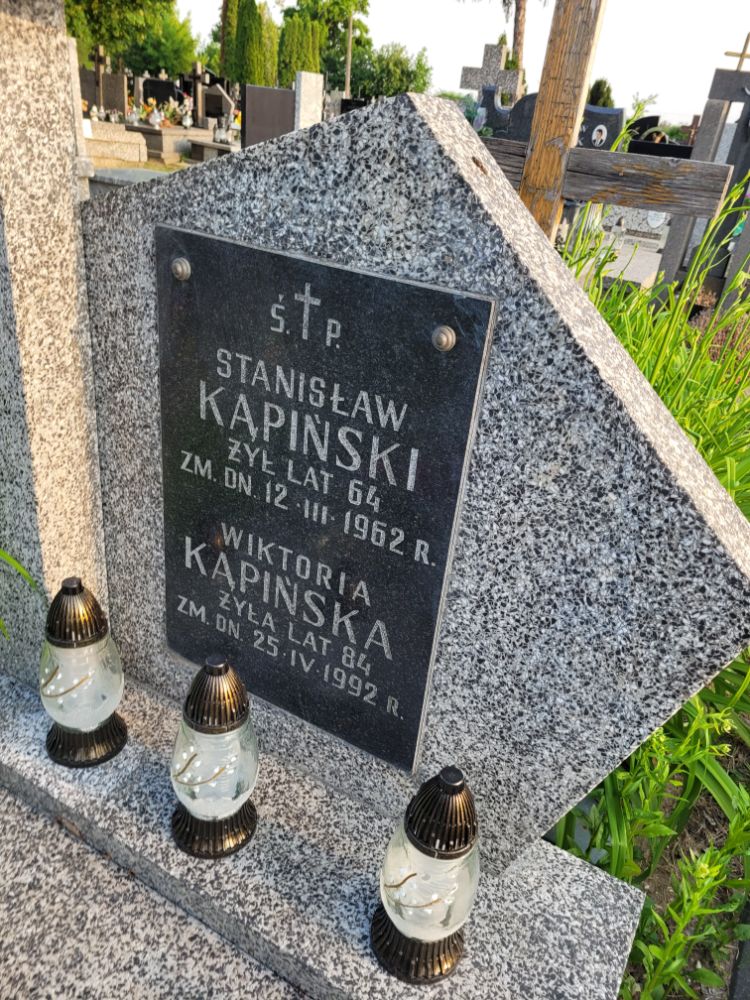 Ś. P.
STANISŁAW
KĄPIŃSKI
ŻYŁ LAT 64
ZM. DN. 12·III·1962 R.
WIKTORIA
KĄPIŃSKA
ŻYŁA LAT 84
ZM. DN. 25·IV·1992 R.